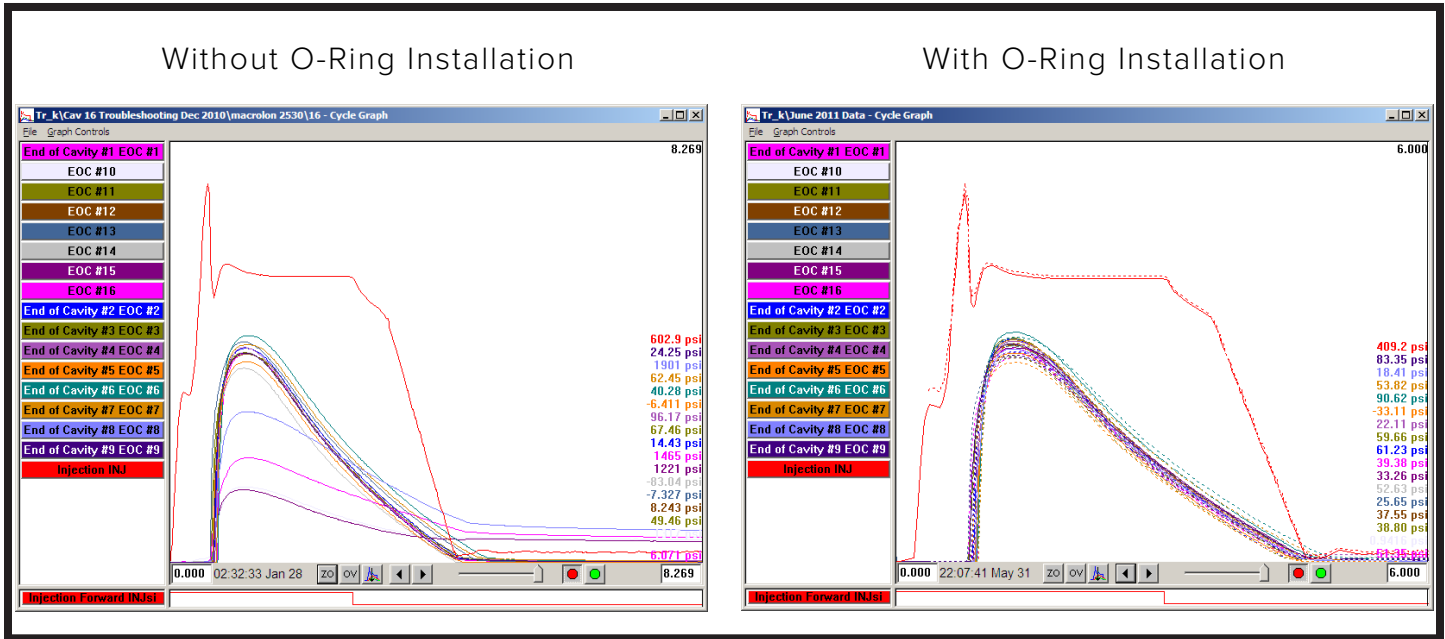 Without O-Ring Installation
Tr_k\Cav 16 Troubleshooting Dec 2010\macrolon 2530\16 - Cycle Graph
File Graph Controls
End of Cavity #1 EOC #1
EOC #10
EOC #11
EOC #12
EOC #13
EOC #14
EOC #15
EOC #16
End of Cavity #2 EOC #2
End of Cavity #3 EOC #3
End of Cavity #4 EOC #4
End of Cavity #5 EOC #5
End of Cavity #6 EOC #6
End of Cavity #7 EOC #7
End of Cavity #8 EOC #8
End of Cavity #9 EOC #9
Injection INJ
8.269
602.9 psi
24.25 psi
1901 psi
62.45 psi
40.28 psi
-6.411 psi
96.17 psi
67.46 psi
14.43 psi
1465 psi
1221 psi
-83.04 psi
-7.327 psi
8.243 psi
49.46 psi
6.071 psi
0.000 02:32:33 Jan 28 ZO OV 8.269
Injection Forward INJsi
With O-Ring Installation
Tr_k\June 2011 Data - Cycle Graph
File Graph Controls
End of Cavity #1 EOC #1
EOC #10
EOC #11
EOC #12
EOC #13
EOC #14
EOC #15
EOC #16
End of Cavity #2 EOC #2
End of Cavity #3 EOC #3
End of Cavity #4 EOC #4
End of Cavity #5 EOC #5
End of Cavity #6 EOC #6
End of Cavity #7 EOC #7
End of Cavity #8 EOC #8
End of Cavity #9 EOC #9
Injection INJ
6.000
409.2 psi
83.35 psi
18.41 psi
53.82 psi
90.62 psi
-33.11 psi
22.11 psi
59.66 psi
61.23 psi
39.38 psi
33.26 psi
52.63 psi
25.65 psi
37.55 psi
38.80 psi
0.9416 psi
0.000 22:07:41 May 31 ZO OV 6.000
Injection Forward INJsi